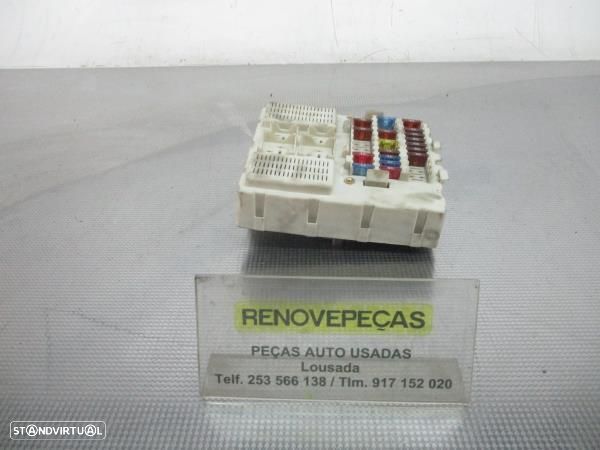 RENOVEPEÇAS
PEÇAS AUTO USADAS
Lousada
Telf. 253 566 138 / Tlm. 917 152 020
STANDVIRTUAL